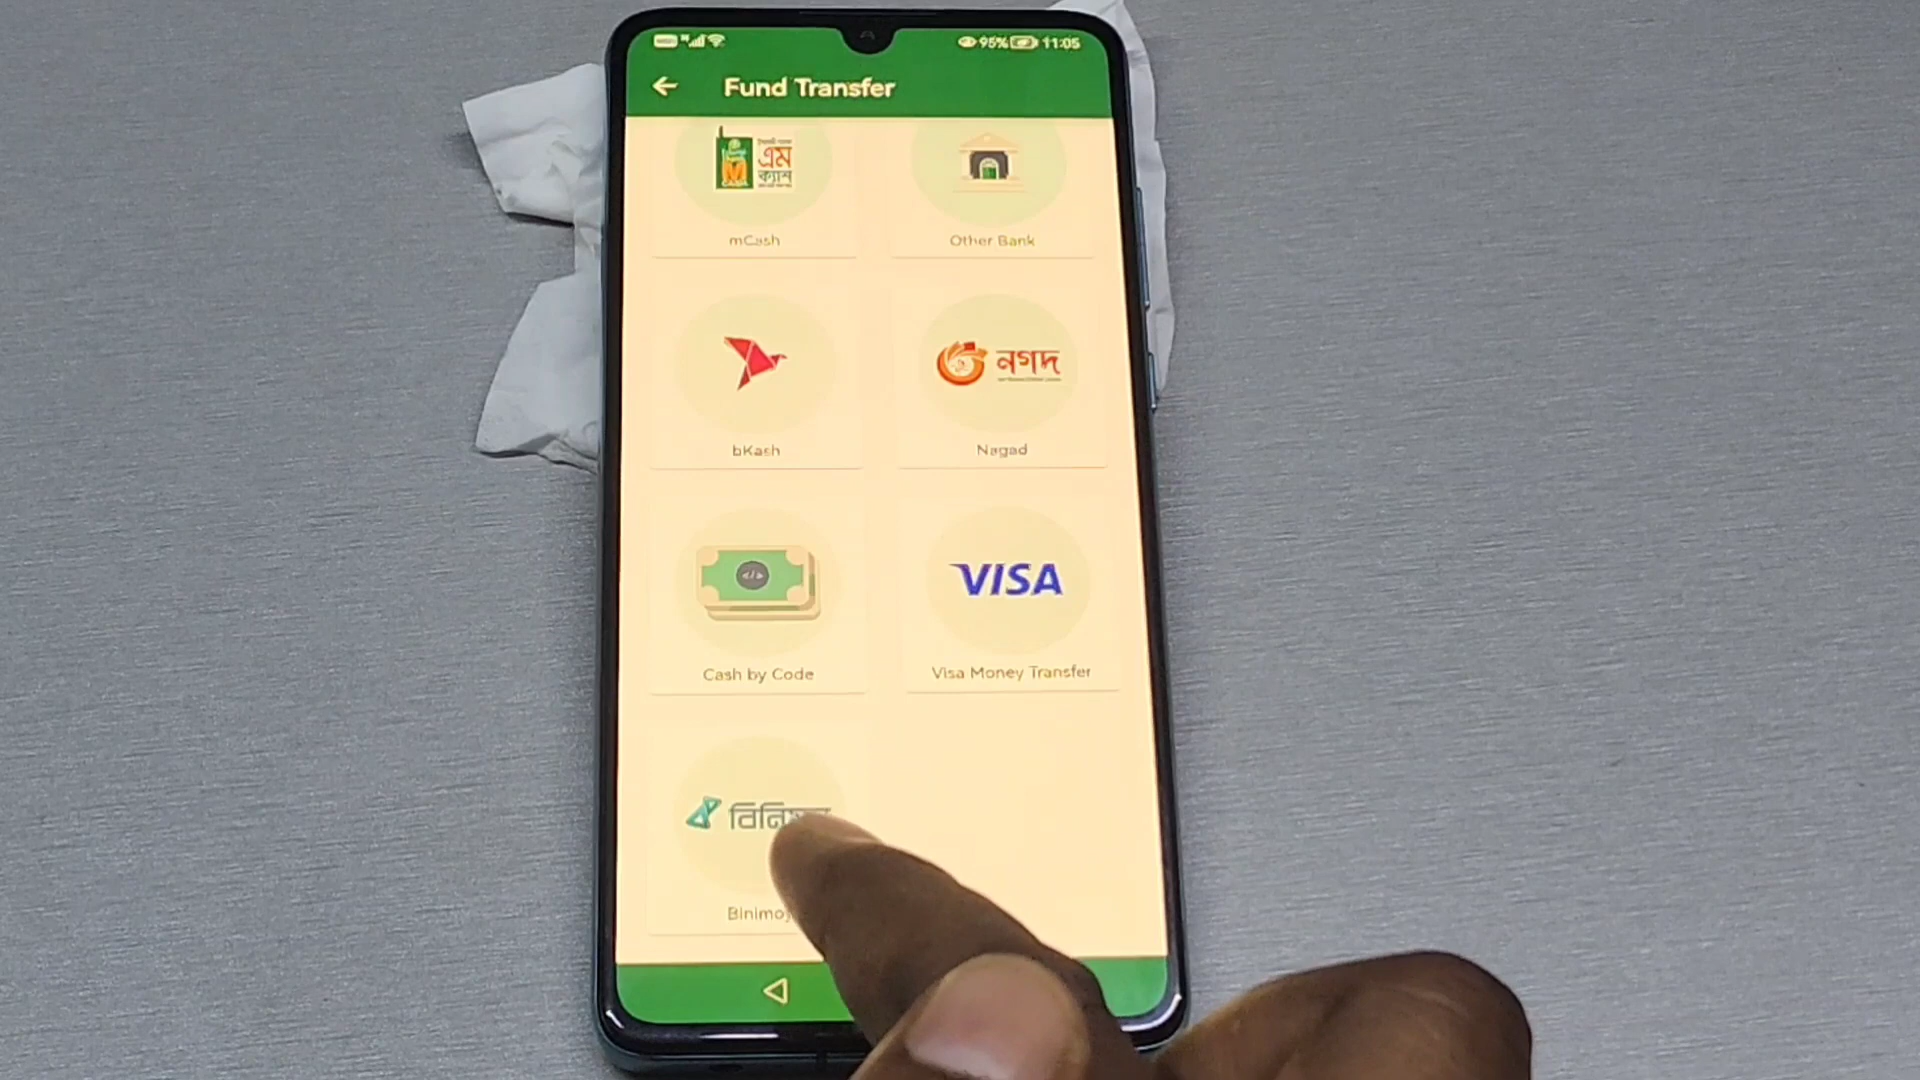 95% 11:05
Fund Transfer
এম
ক্যাশ
mCash
Other Bank
নগদ
bKash
Nagad
VISA
Cash by Code
Visa Money Transfer
Binimoy